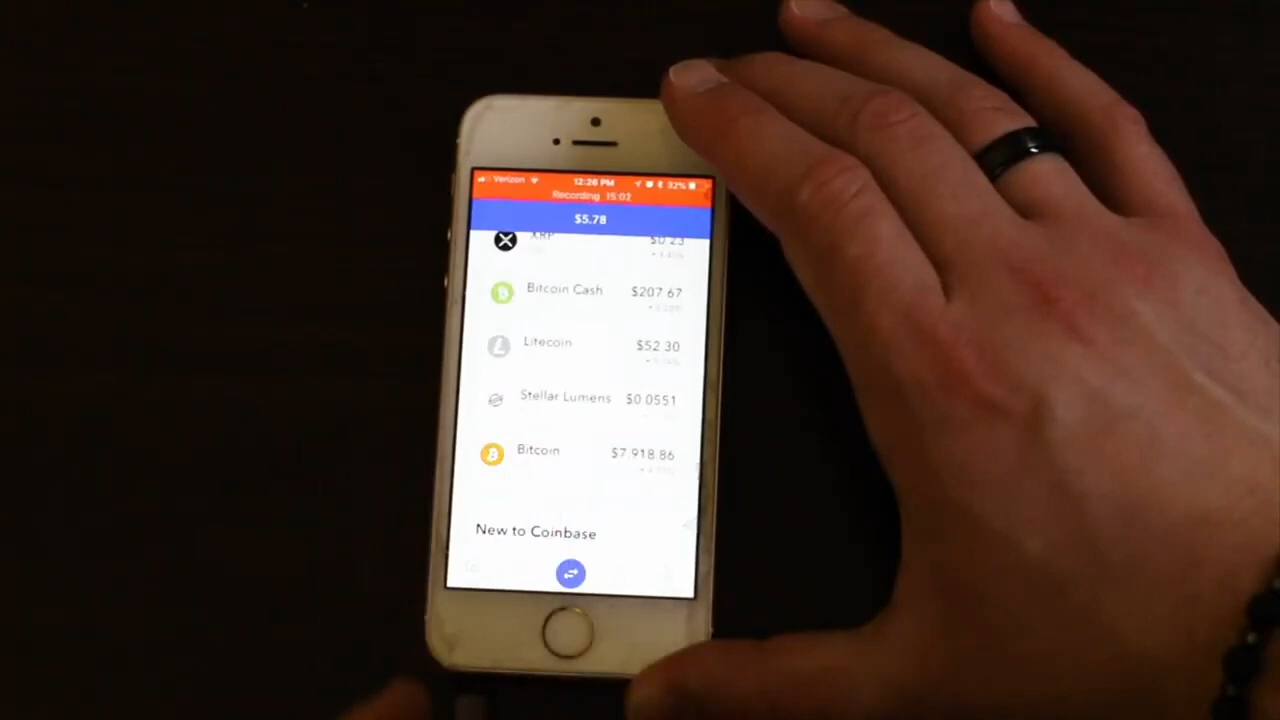 Verizon 12:26 PM 32%
Recording 15:02
$5.78
XRP $0.23
Bitcoin Cash $207.67
Litecoin $52.30
Stellar Lumens $0.0551
Bitcoin $7,918.86
New to Coinbase